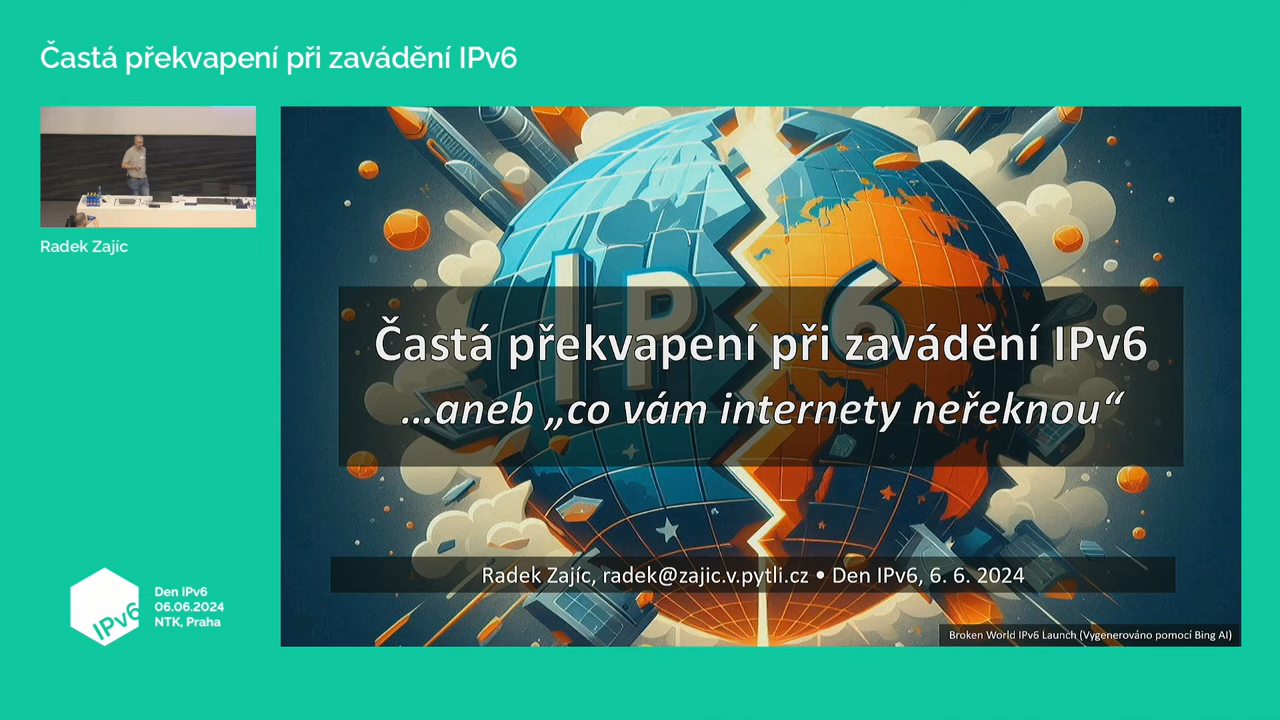 Častá překvapení při zavádění IPv6
Radek Zajíc
IP 6
Častá překvapení při zavádění IPv6
...aneb „co vám internety neřeknou“
Radek Zajíc, radek@zajic.v.pytli.cz • Den IPv6, 6. 6. 2024
Broken World IPv6 Launch (Vygenerováno pomocí Bing AI)
IPv6
Den IPv6
06.06.2024
NTK, Praha